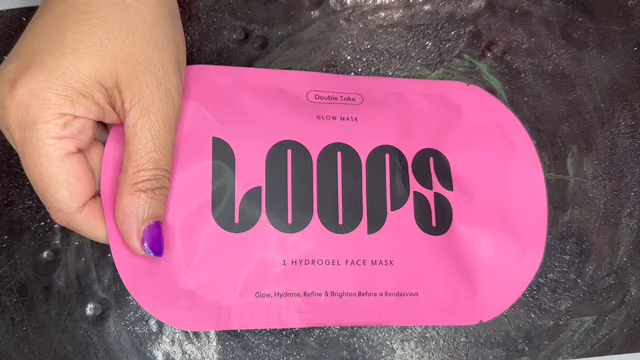 Double Take
GLOW MASK
LOOPS
1 HYDROGEL FACE MASK
Glow, Hydrate, Refine & Brighten Before a Rendezvous